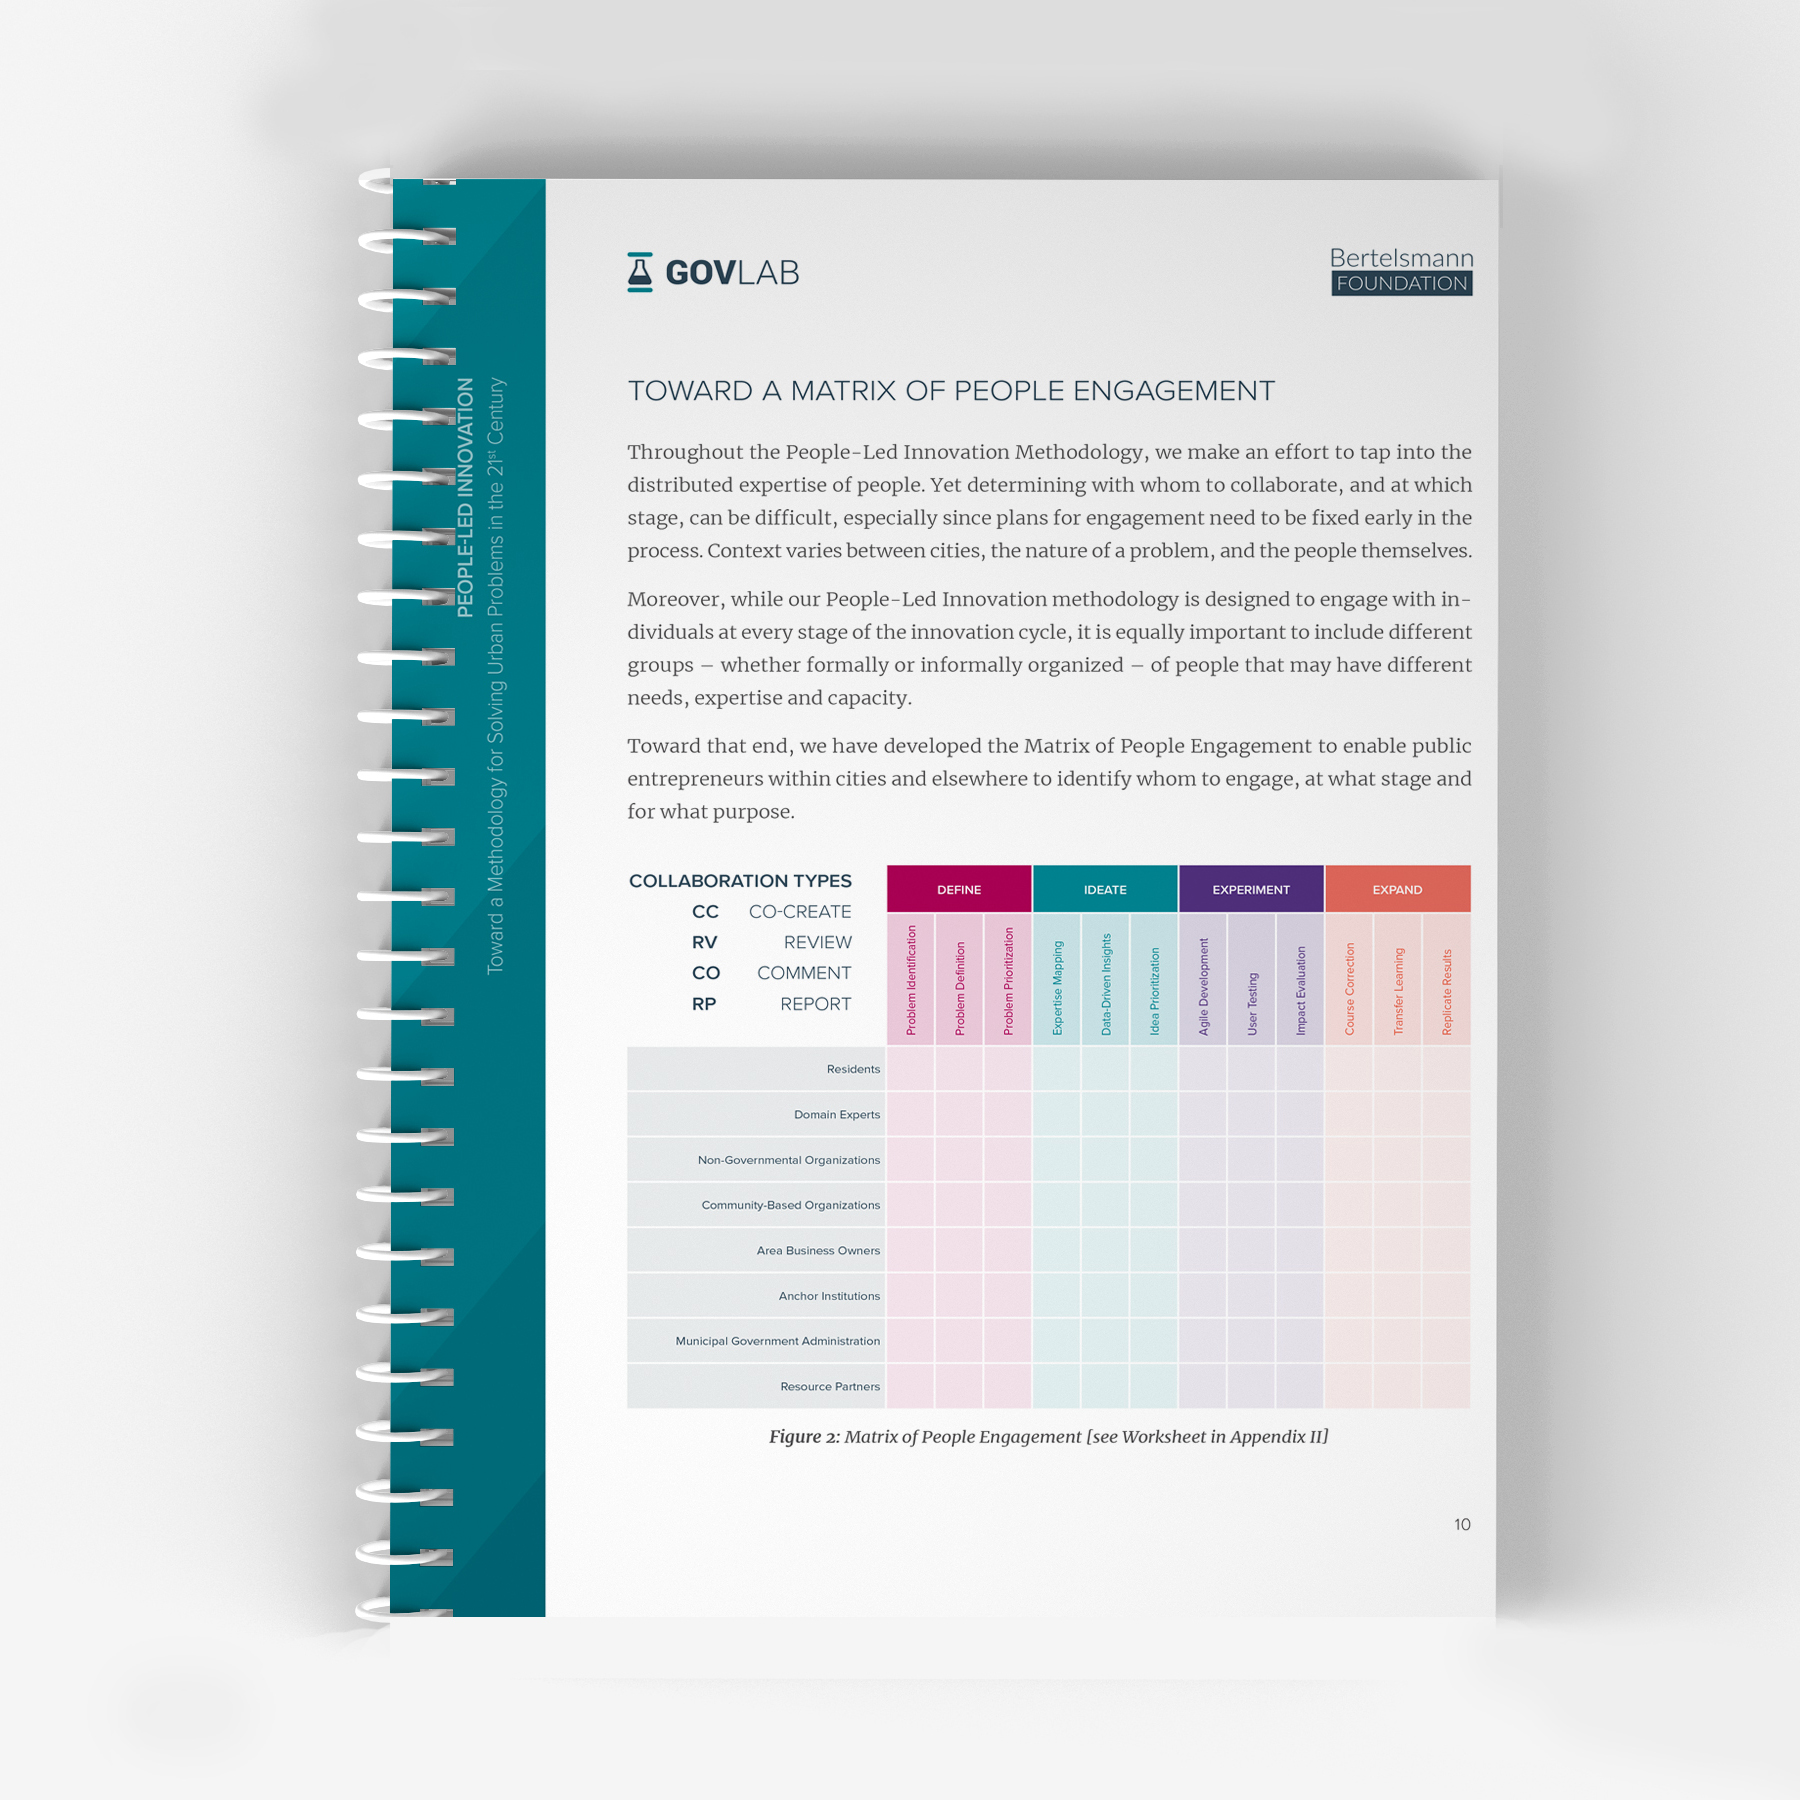 GOVLAB
Bertelsmann
FOUNDATION
PEOPLE-LED INNOVATION
Toward a Methodology for Solving Urban Problems in the 21st Century
TOWARD A MATRIX OF PEOPLE ENGAGEMENT
Throughout the People-Led Innovation Methodology, we make an effort to tap into the
distributed expertise of people. Yet determining with whom to collaborate, and at which
stage, can be difficult, especially since plans for engagement need to be fixed early in the
process. Context varies between cities, the nature of a problem, and the people themselves.
Moreover, while our People-Led Innovation methodology is designed to engage with in-
dividuals at every stage of the innovation cycle, it is equally important to include different
groups – whether formally or informally organized – of people that may have different
needs, expertise and capacity.
Toward that end, we have developed the Matrix of People Engagement to enable public
entrepreneurs within cities and elsewhere to identify whom to engage, at what stage and
for what purpose.
COLLABORATION TYPES
CC CO-CREATE
RV REVIEW
CO COMMENT
RP REPORT
DEFINE IDEATE EXPERIMENT EXPAND
Problem Identification
Problem Definition
Problem Prioritization
Expertise Mapping
Data-Driven Insights
Idea Prioritization
Agile Development
User Testing
Impact Evaluation
Course Correction
Transfer Learning
Replicate Results
Residents
Domain Experts
Non-Governmental Organizations
Community-Based Organizations
Area Business Owners
Anchor Institutions
Municipal Government Administration
Resource Partners
Figure 2: Matrix of People Engagement [see Worksheet in Appendix II]
10